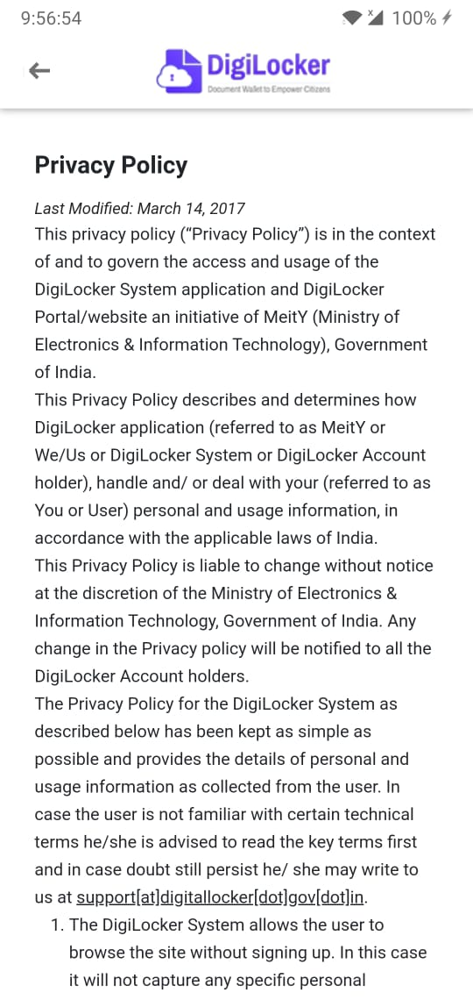 9:56:54
100%
DigiLocker
Document Wallet to Empower Citizens
Privacy Policy
Last Modified: March 14, 2017
This privacy policy (“Privacy Policy”) is in the context
of and to govern the access and usage of the
DigiLocker System application and DigiLocker
Portal/website an initiative of MeitY (Ministry of
Electronics & Information Technology), Government
of India.
This Privacy Policy describes and determines how
DigiLocker application (referred to as MeitY or
We/Us or DigiLocker System or DigiLocker Account
holder), handle and/ or deal with your (referred to as
You or User) personal and usage information, in
accordance with the applicable laws of India.
This Privacy Policy is liable to change without notice
at the discretion of the Ministry of Electronics &
Information Technology, Government of India. Any
change in the Privacy policy will be notified to all the
DigiLocker Account holders.
The Privacy Policy for the DigiLocker System as
described below has been kept as simple as
possible and provides the details of personal and
usage information as collected from the user. In
case the user is not familiar with certain technical
terms he/she is advised to read the key terms first
and in case doubt still persist he/ she may write to
us at support[at]digitallocker[dot]gov[dot]in.
1. The DigiLocker System allows the user to
browse the site without signing up. In this case
it will not capture any specific personal